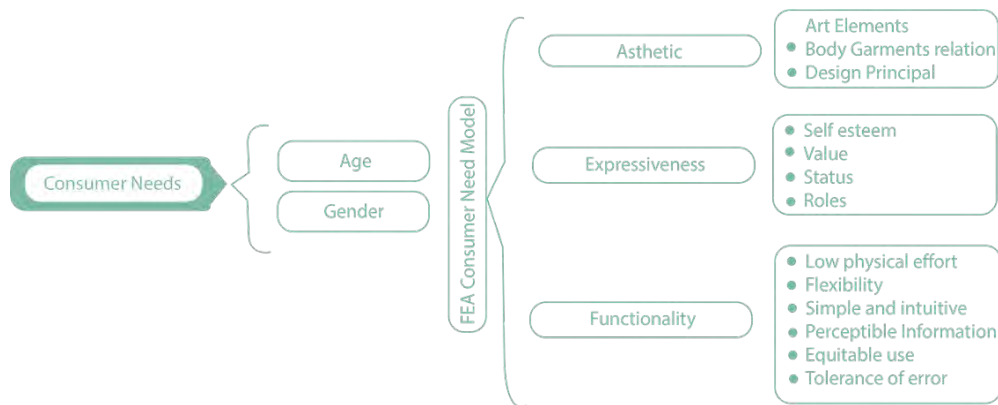 Consumer Needs
Age
Gender
FEA Consumer Need Model
Asthetic
Art Elements
Body Garments relation
Design Principal
Expressiveness
Self esteem
Value
Status
Roles
Functionality
Low physical effort
Flexibility
Simple and intuitive
Perceptible Information
Equitable use
Tolerance of error